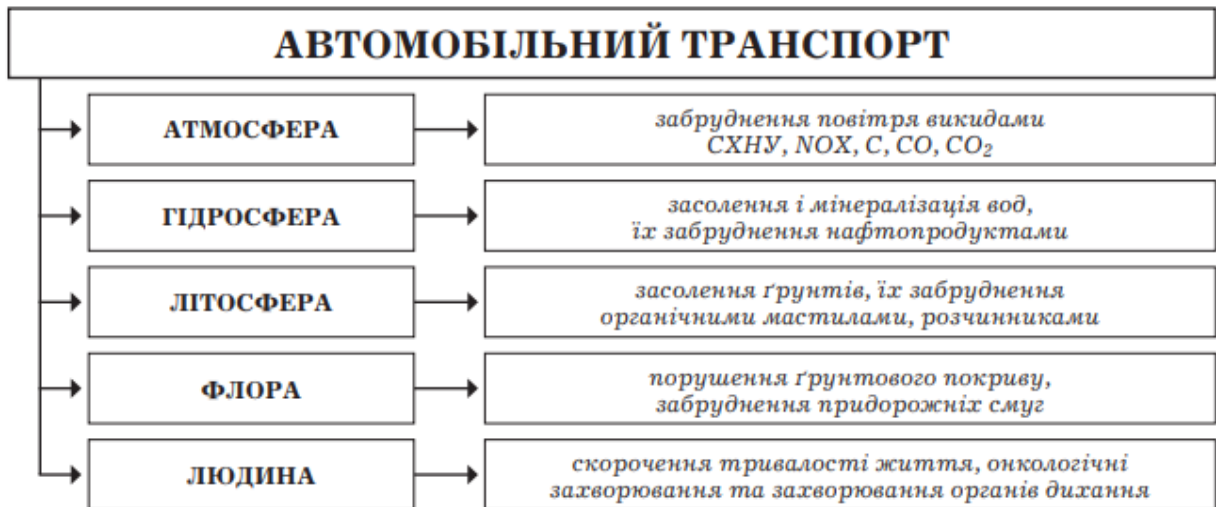 АВТОМОБІЛЬНИЙ ТРАНСПОРТ
АТМОСФЕРА
забруднення повітря викидами
СХНУ, NOX, C, CO, CO₂
ГІДРОСФЕРА
засолення і мінералізація вод,
їх забруднення нафтопродуктами
ЛІТОСФЕРА
засолення ґрунтів, їх забруднення
органічними мастилами, розчинниками
ФЛОРА
порушення ґрунтового покриву,
забруднення придорожніх смуг
ЛЮДИНА
скорочення тривалості життя, онкологічні
захворювання та захворювання органів дихання